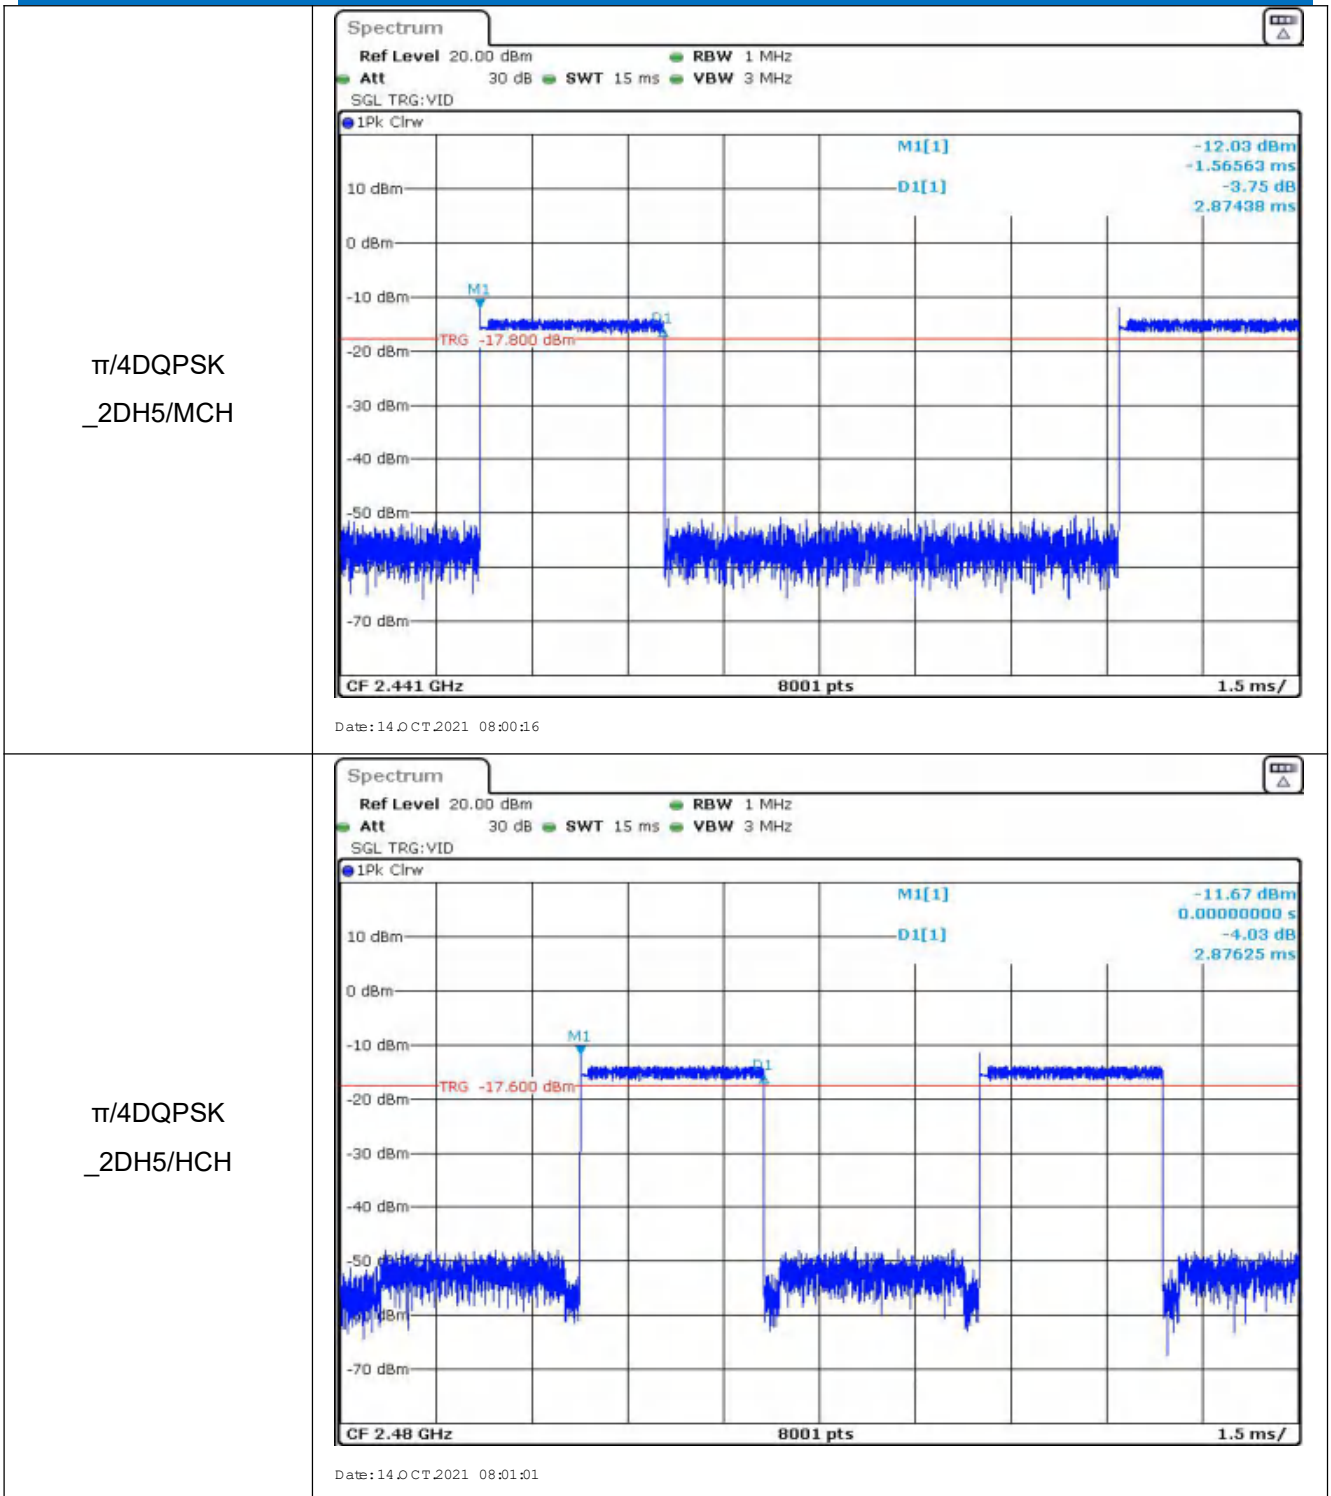 π/4DQPSK
_2DH5/MCH
Spectrum
Ref Level 20.00 dBm RBW 1 MHz
Att 30 dB SWT 15 ms VBW 3 MHz
SGL TRG:VID
1Pk Clrw
M1[1] -12.03 dBm
-1.56563 ms
10 dBm D1[1] -3.75 dB
2.87438 ms
0 dBm
M1
-10 dBm
D1
TRG -17.800 dBm
-20 dBm
-30 dBm
-40 dBm
-50 dBm
-70 dBm
CF 2.441 GHz 8001 pts 1.5 ms/
Date: 14.OCT.2021 08:00:16
π/4DQPSK
_2DH5/HCH
Spectrum
Ref Level 20.00 dBm RBW 1 MHz
Att 30 dB SWT 15 ms VBW 3 MHz
SGL TRG:VID
1Pk Clrw
M1[1] -11.67 dBm
0.00000000 s
10 dBm D1[1] -4.03 dB
2.87625 ms
0 dBm
M1
-10 dBm
D1
TRG -17.600 dBm
-20 dBm
-30 dBm
-40 dBm
-50 dBm
-70 dBm
CF 2.48 GHz 8001 pts 1.5 ms/
Date: 14.OCT.2021 08:01:01